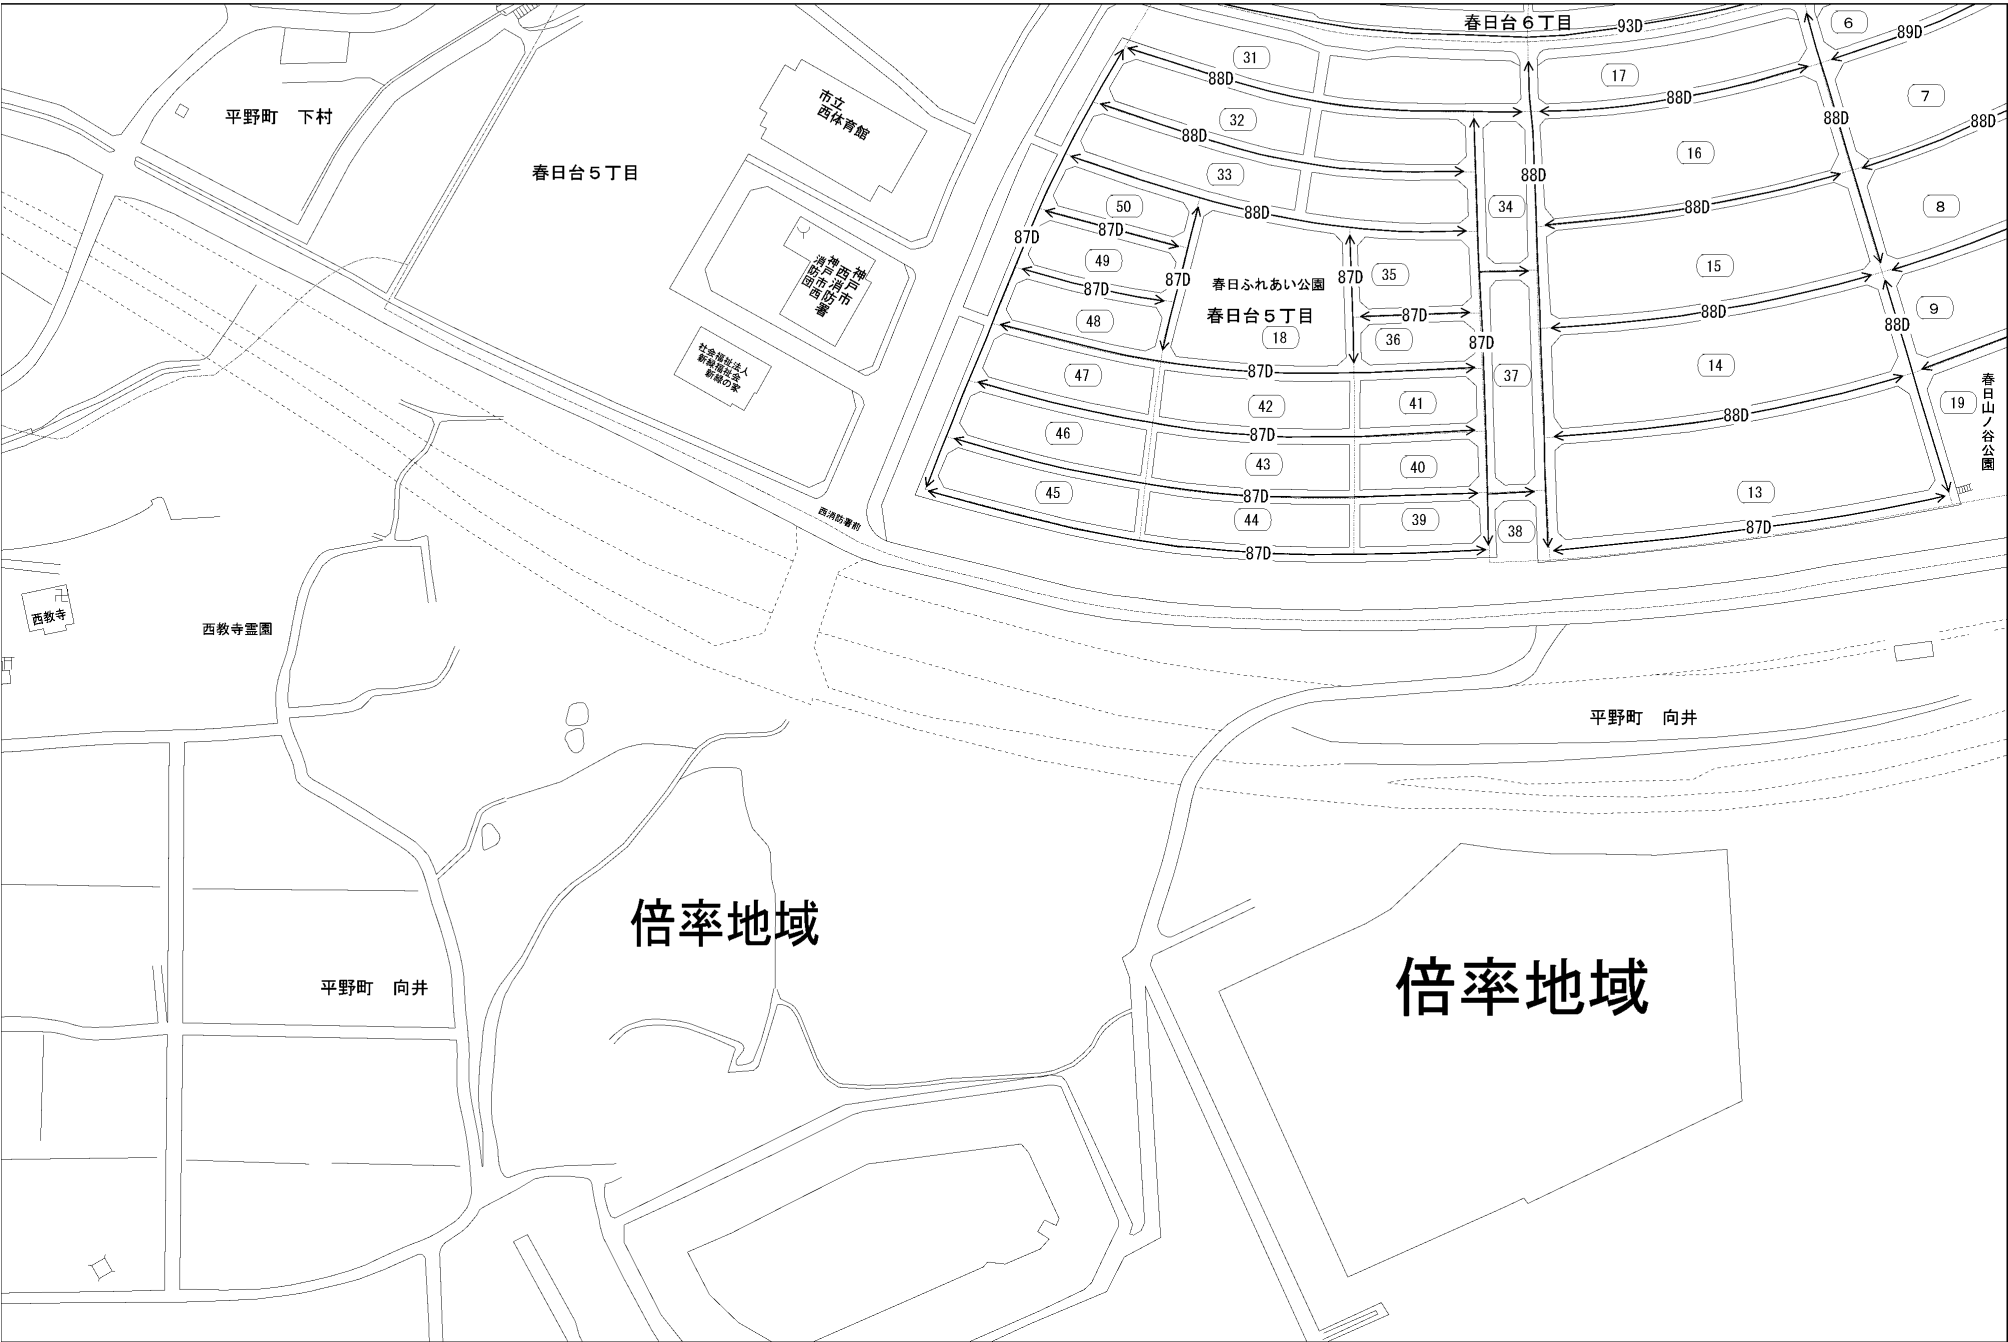 春日台６丁目
93D
6
89D
31
88D
17
88D
7
平野町　下村
市立
西体育館
32
88D
88D
88D
16
春日台５丁目
33
88D
88D
34
88D
8
50
87D
87D
49
87D
87D
春日ふれあい公園
春日台５丁目
18
87D
35
87D
36
87D
15
88D
88D
9
神戸市
西消防署
神戸市西
消防団
48
87D
社会福祉法人
新緑福祉会
新緑の家
47
42
41
37
14
88D
19
春日山ノ谷公園
87D
46
43
40
45
87D
44
39
38
13
87D
87D
西消防署前
卍
西教寺
西教寺霊園
平野町　向井
倍率地域
倍率地域
平野町　向井